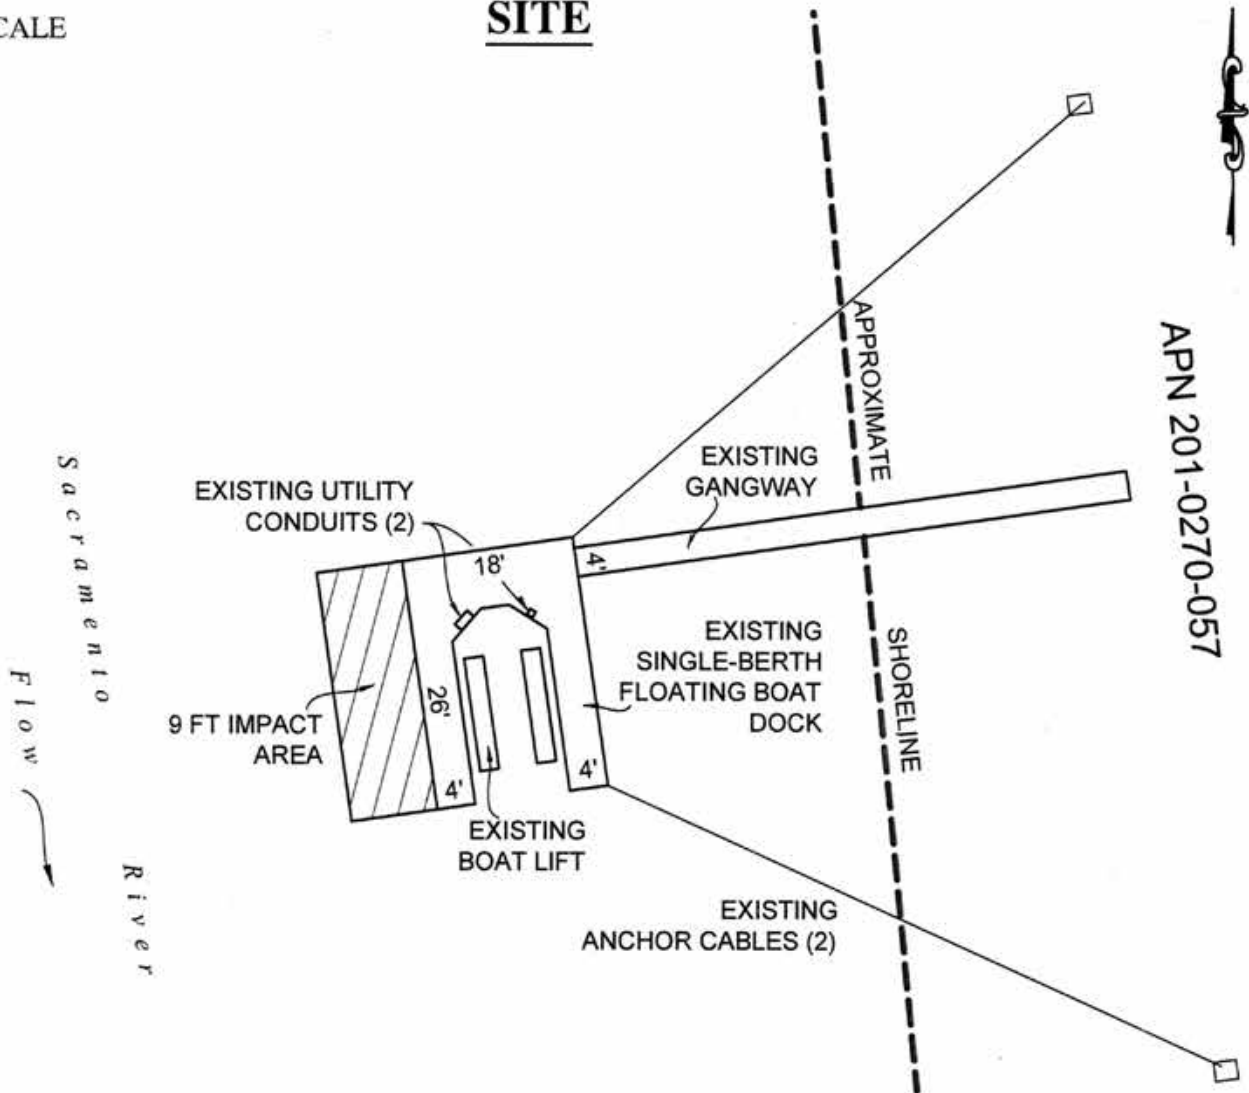 SITE
APPROXIMATE
SHORELINE
APN 201-0270-057
EXISTING
GANGWAY
EXISTING UTILITY
CONDUITS (2)
18'
4'
Sacramento
River
Flow
EXISTING
SINGLE-BERTH
FLOATING BOAT
DOCK
26'
9 FT IMPACT
AREA
4'
4'
EXISTING
BOAT LIFT
EXISTING
ANCHOR CABLES (2)